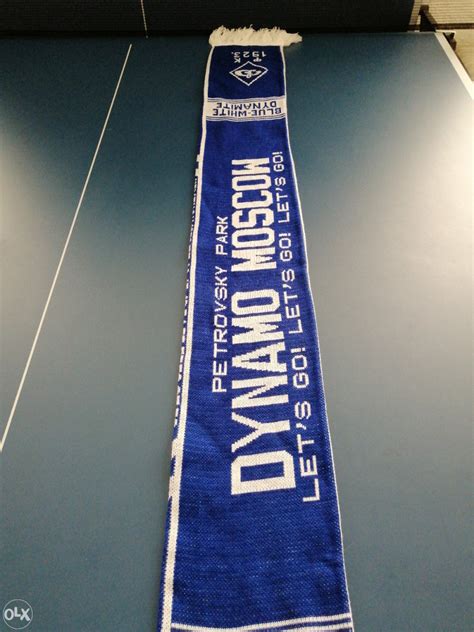 Ф К
1923.
BLUE-WHITE
DYNAMITE
PETROVSKY PARK
DYNAMO MOSCOW
LET'S GO! LET'S GO! LET'S GO!
OLX